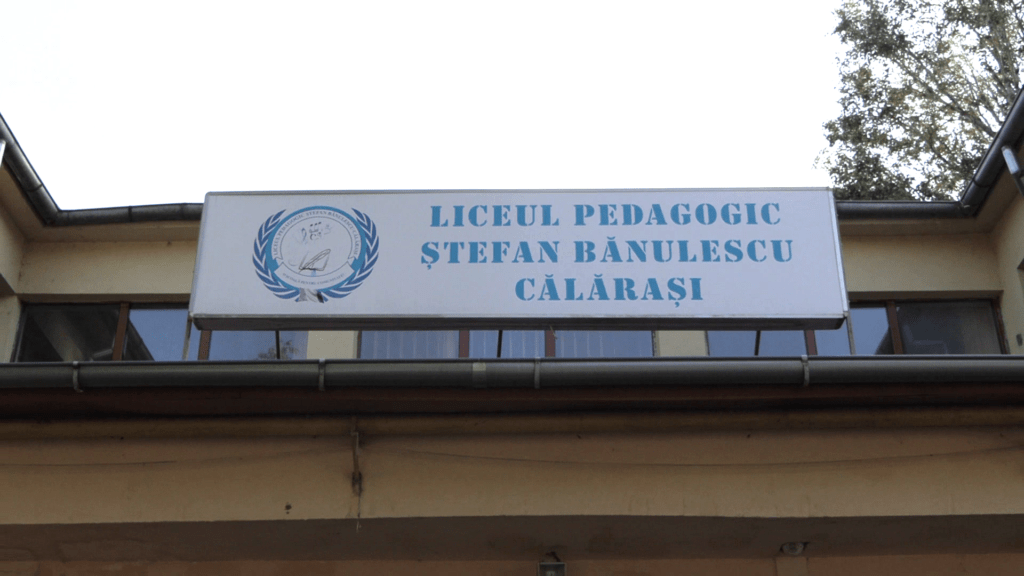 LICEUL PEDAGOGIC
ȘTEFAN BĂNULESCU
CĂLĂRAȘI